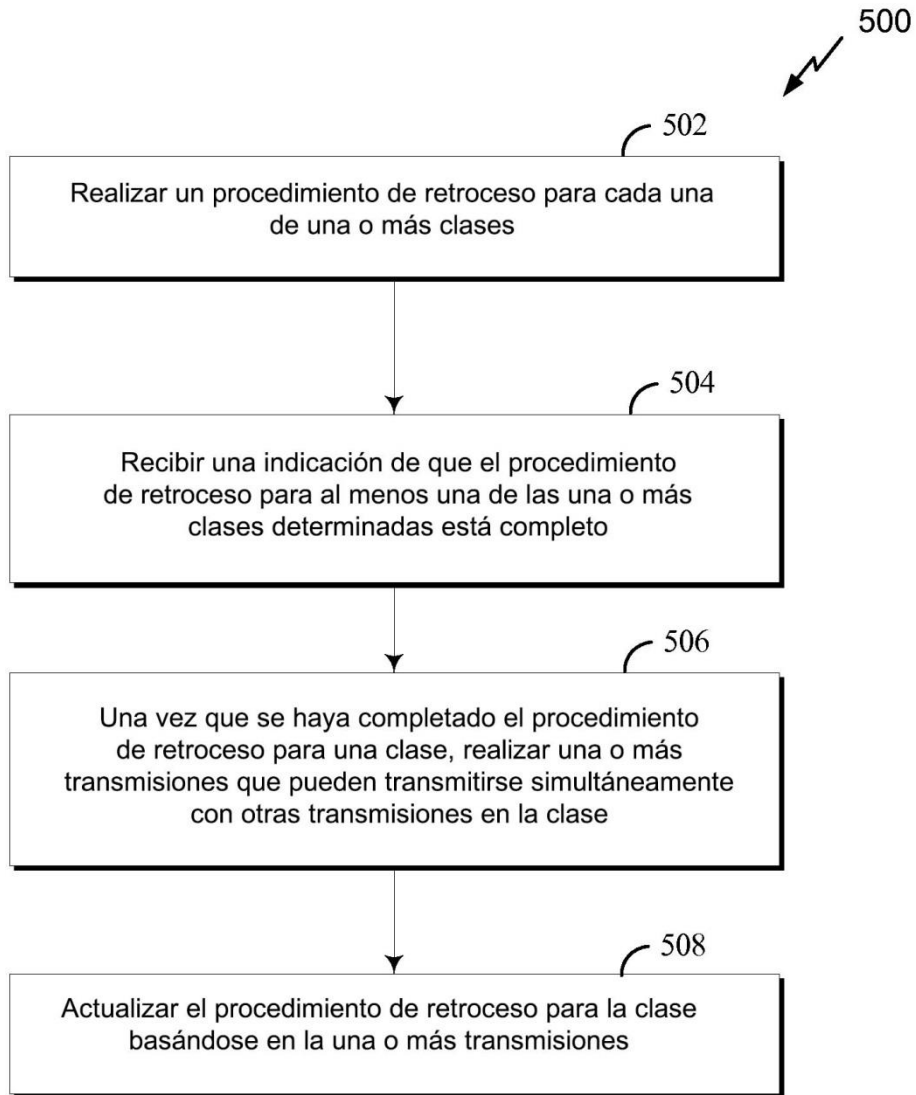 500
502
Realizar un procedimiento de retroceso para cada una
de una o más clases
504
Recibir una indicación de que el procedimiento
de retroceso para al menos una de las una o más
clases determinadas está completo
506
Una vez que se haya completado el procedimiento
de retroceso para una clase, realizar una o más
transmisiones que pueden transmitirse simultáneamente
con otras transmisiones en la clase
508
Actualizar el procedimiento de retroceso para la clase
basándose en la una o más transmisiones